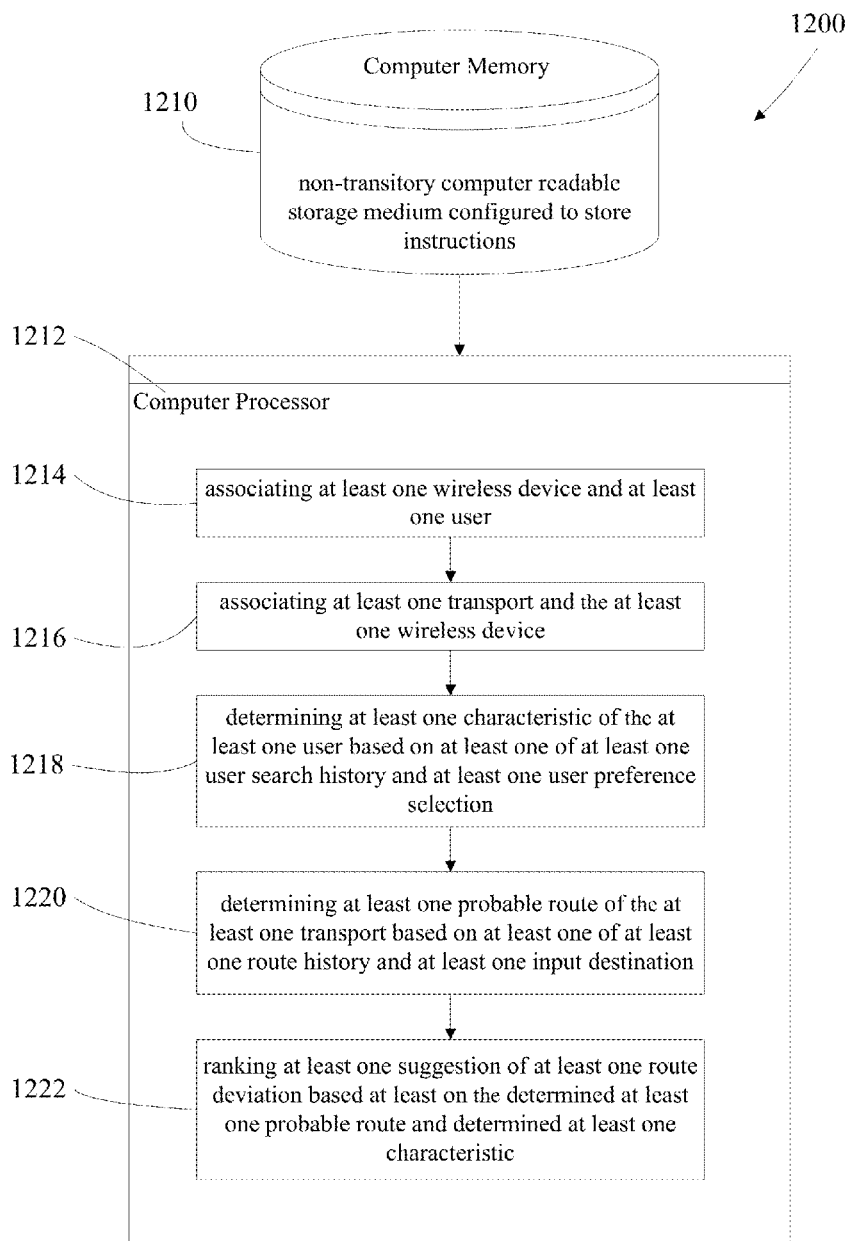 1200
Computer Memory
1210
non-transitory computer readable
storage medium configured to store
instructions
1212
Computer Processor
1214
associating at least one wireless device and at least
one user
1216
associating at least one transport and the at least
one wireless device
1218
determining at least one characteristic of the at
least one user based on at least one of at least one
user search history and at least one user preference
selection
1220
determining at least one probable route of the at
least one transport based on at least one of at least
one route history and at least one input destination
1222
ranking at least one suggestion of at least one route
deviation based at least on the determined at least
one probable route and determined at least one
characteristic